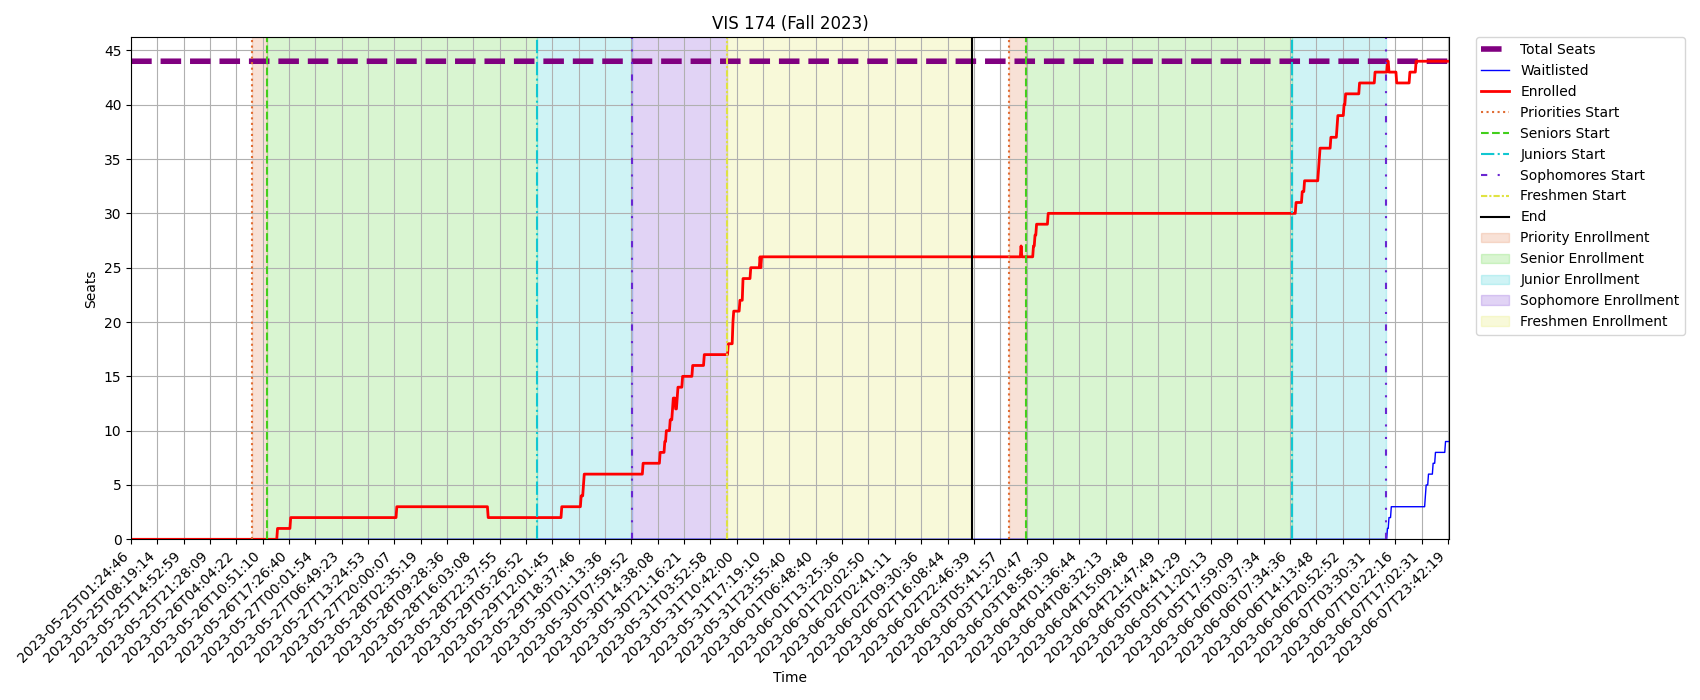 VIS 174 (Fall 2023)
45
40
35
30
25
20
15
10
5
0
Seats
2023-05-25T01:24:46
2023-05-25T08:19:14
2023-05-25T14:52:59
2023-05-25T21:28:09
2023-05-26T04:04:22
2023-05-26T10:51:10
2023-05-26T17:26:40
2023-05-27T00:01:54
2023-05-27T06:49:23
2023-05-27T13:24:53
2023-05-27T20:00:07
2023-05-28T02:35:19
2023-05-28T09:28:36
2023-05-28T16:03:08
2023-05-28T22:37:55
2023-05-29T05:26:52
2023-05-29T12:01:45
2023-05-29T18:37:46
2023-05-30T01:13:36
2023-05-30T07:59:52
2023-05-30T14:38:08
2023-05-30T21:16:21
2023-05-31T03:52:58
2023-05-31T10:42:00
2023-05-31T17:19:10
2023-05-31T23:55:40
2023-06-01T06:48:40
2023-06-01T13:25:36
2023-06-01T20:02:50
2023-06-02T02:41:11
2023-06-02T09:30:36
2023-06-02T16:08:44
2023-06-02T22:46:39
2023-06-03T05:41:57
2023-06-03T12:20:47
2023-06-03T18:58:30
2023-06-04T01:36:44
2023-06-04T08:32:13
2023-06-04T15:09:48
2023-06-04T21:47:49
2023-06-05T04:41:29
2023-06-05T11:20:13
2023-06-05T17:59:09
2023-06-06T00:37:34
2023-06-06T07:34:36
2023-06-06T14:13:48
2023-06-06T20:52:52
2023-06-07T03:30:31
2023-06-07T10:22:16
2023-06-07T17:02:31
2023-06-07T23:42:19
Time
Total Seats
Waitlisted
Enrolled
Priorities Start
Seniors Start
Juniors Start
Sophomores Start
Freshmen Start
End
Priority Enrollment
Senior Enrollment
Junior Enrollment
Sophomore Enrollment
Freshmen Enrollment